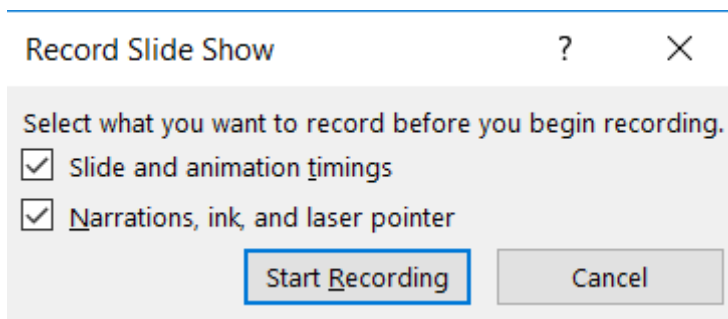 Record Slide Show ?
Select what you want to record before you begin recording.
Slide and animation timings
Narrations, ink, and laser pointer
Start Recording Cancel